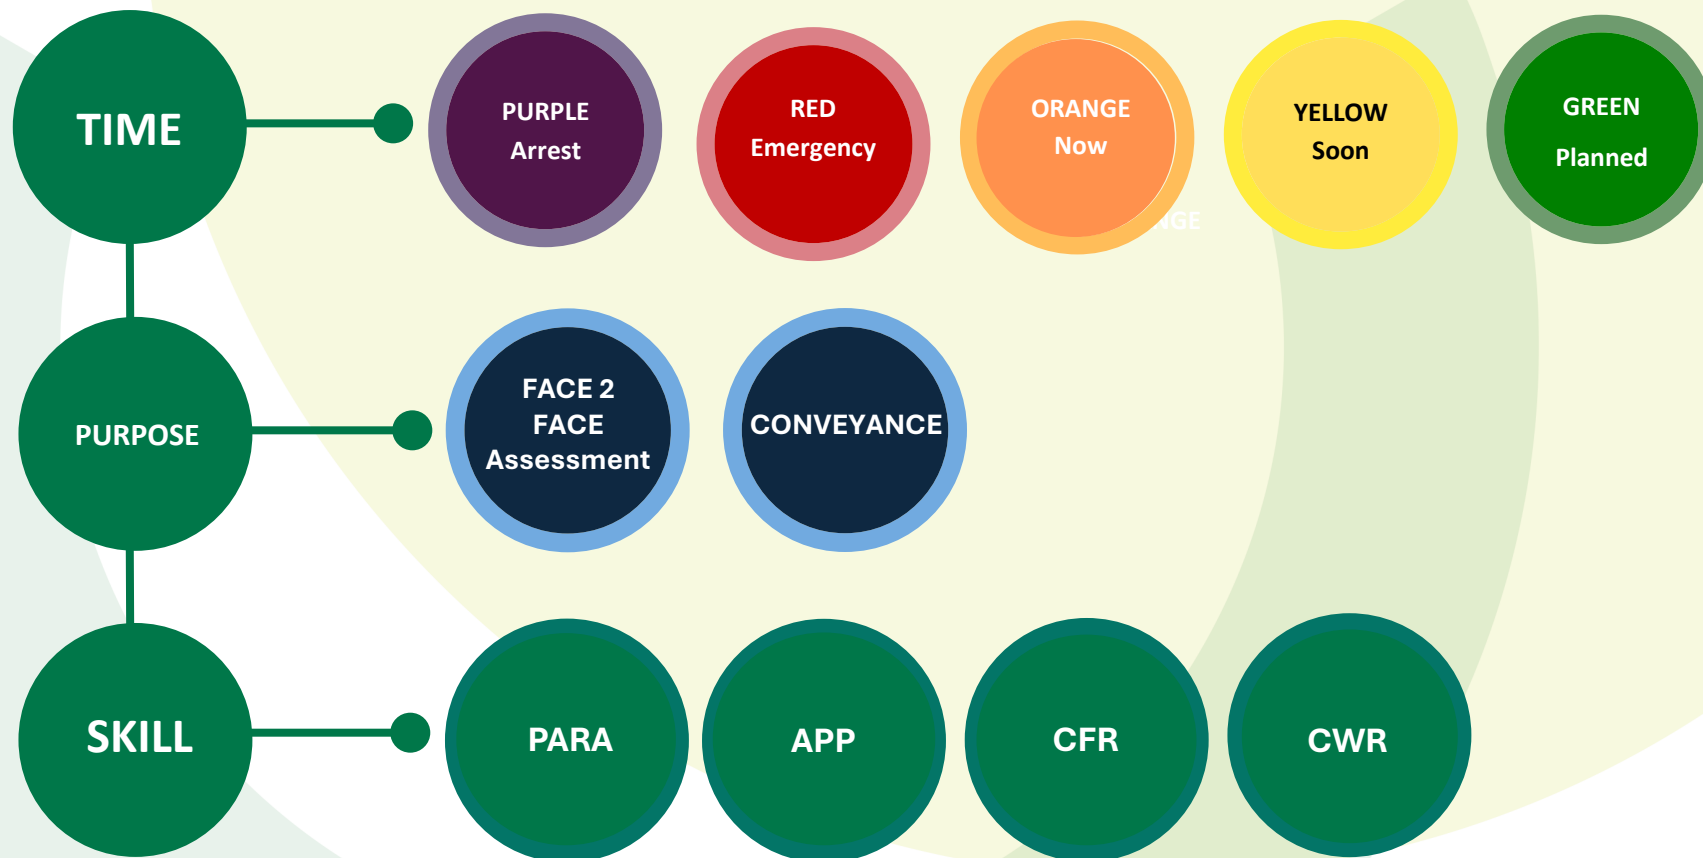 TIME
PURPLE
Arrest
RED
Emergency
ORANGE
Now
YELLOW
Soon
GREEN
Planned
NGE
PURPOSE
FACE 2
FACE
Assessment
CONVEYANCE
SKILL
PARA
APP
CFR
CWR